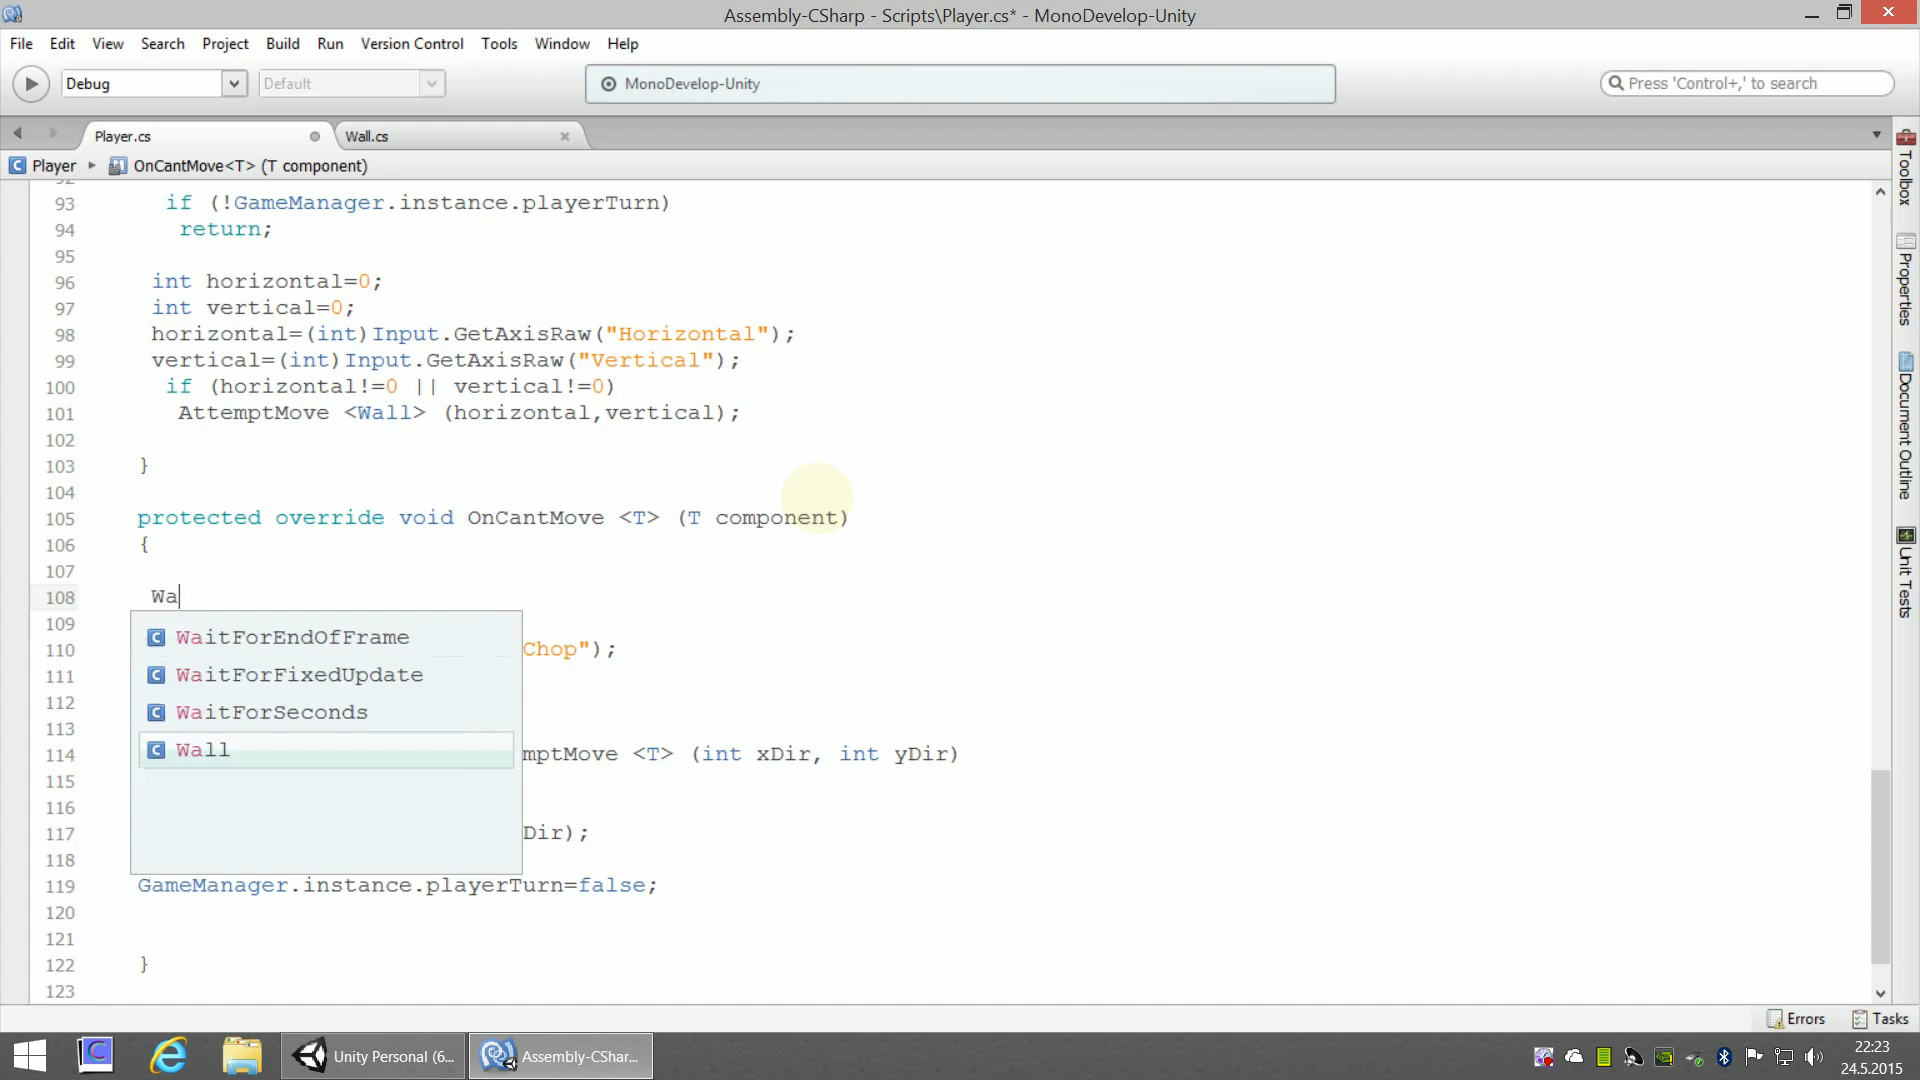 Assembly-CSharp - Scripts\Player.cs* - MonoDevelop-Unity
File Edit View Search Project Build Run Version Control Tools Window Help
Debug Default MonoDevelop-Unity Press 'Control+,' to search
Player.cs Wall.cs
Player OnCantMove<T> (T component)
93 if (!GameManager.instance.playerTurn)
94 return;
95
96 int horizontal=0;
97 int vertical=0;
98 horizontal=(int)Input.GetAxisRaw("Horizontal");
99 vertical=(int)Input.GetAxisRaw("Vertical");
100 if (horizontal!=0 || vertical!=0)
101 AttemptMove <Wall> (horizontal,vertical);
102
103 }
104
105 protected override void OnCantMove <T> (T component)
106 {
107
108 Wa
109 WaitForEndOfFrame
110 Chop");
111 WaitForFixedUpdate
112 WaitForSeconds
113 Wall
114 mptMove <T> (int xDir, int yDir)
115
116
117 Dir);
118
119 GameManager.instance.playerTurn=false;
120
121
122 }
123
Toolbox
Properties
Document Outline
Unit Tests
Errors Tasks
Unity Personal (6... Assembly-CShar...
22:23
24.5.2015